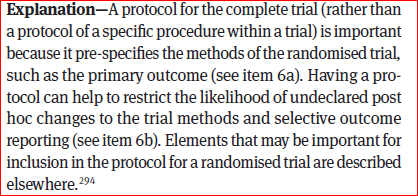 Explanation—A protocol for the complete trial (rather than
a protocol of a specific procedure within a trial) is important
because it pre-specifies the methods of the randomised trial,
such as the primary outcome (see item 6a). Having a pro-
tocol can help to restrict the likelihood of undeclared post
hoc changes to the trial methods and selective outcome
reporting (see item 6b). Elements that may be important for
inclusion in the protocol for a randomised trial are described
elsewhere.²⁹⁴